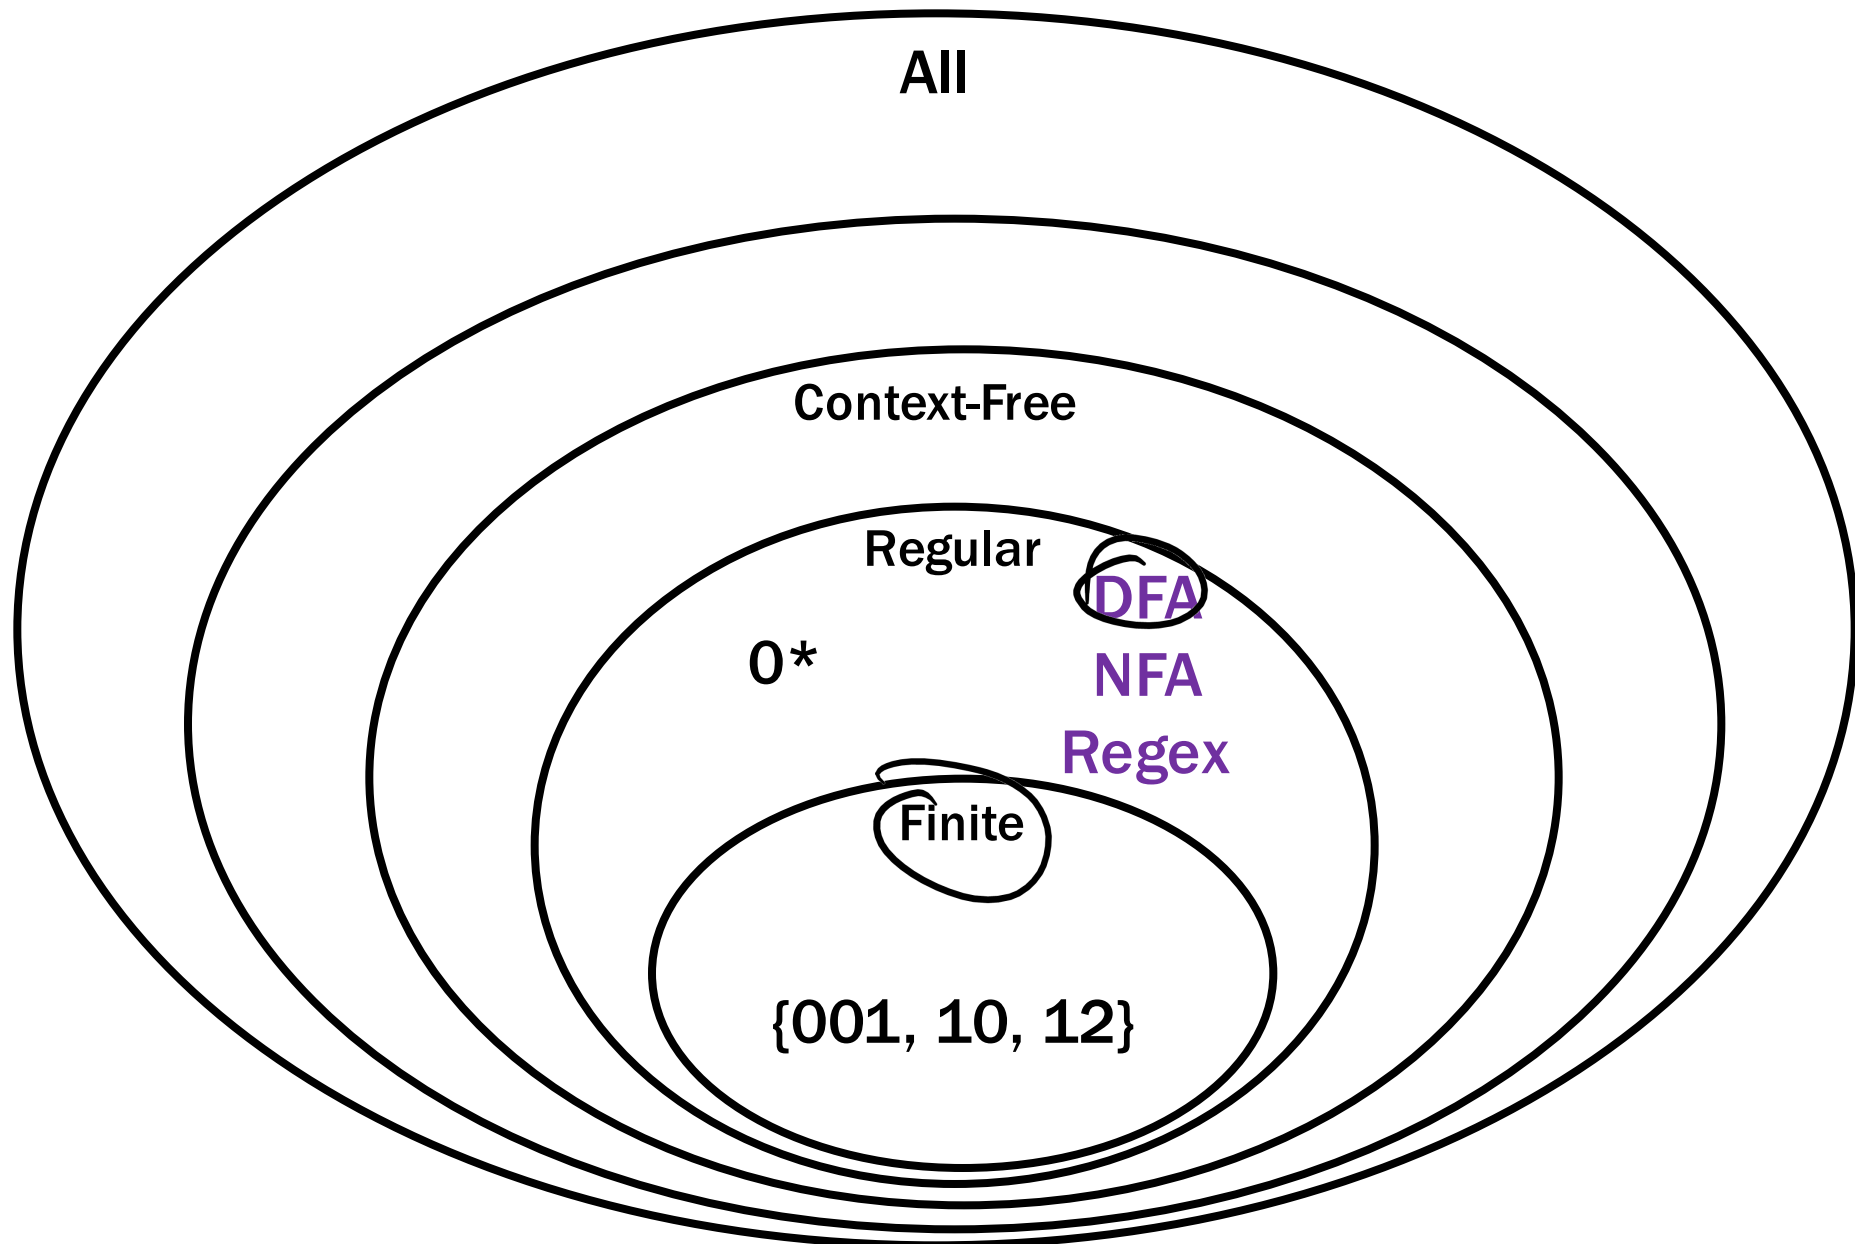 All
Context-Free
Regular
DFA
0*
NFA
Regex
Finite
{001, 10, 12}